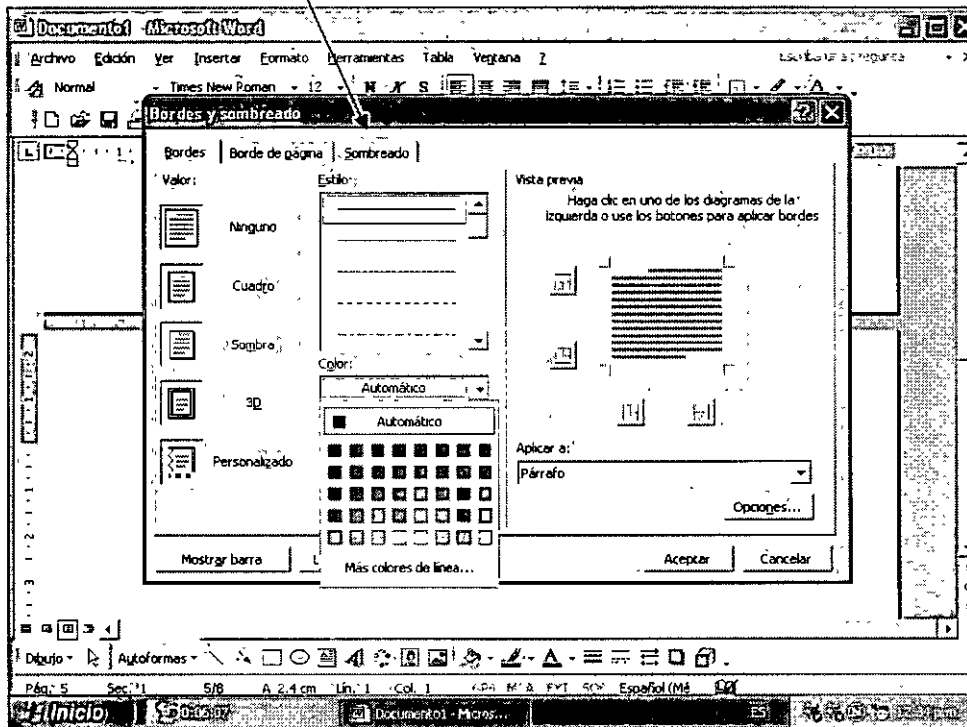 Documento1 - Microsoft Word
Archivo Edición Ver Insertar Formato Herramientas Tabla Ventana ?
Normal Times New Roman 12 N K S
Bordes y sombreado
Bordes Borde de página Sombreado
Valor: Estilo: Vista previa
Haga clic en uno de los diagramas de la
izquierda o use los botones para aplicar bordes
Ninguno
Cuadro
Sombra
Color:
Automático
3D
Automático
Aplicar a:
Personalizado
Párrafo
Opciones...
Mostrar barra
Más colores de línea...
Aceptar Cancelar
Dibujo Autoformas
Pág. 5 Sec. 1 5/8 A 2.4 cm Lín. 1 Col. 1 Español (Mé
Inicio 0:06:07 Documento1 - Micros... ES